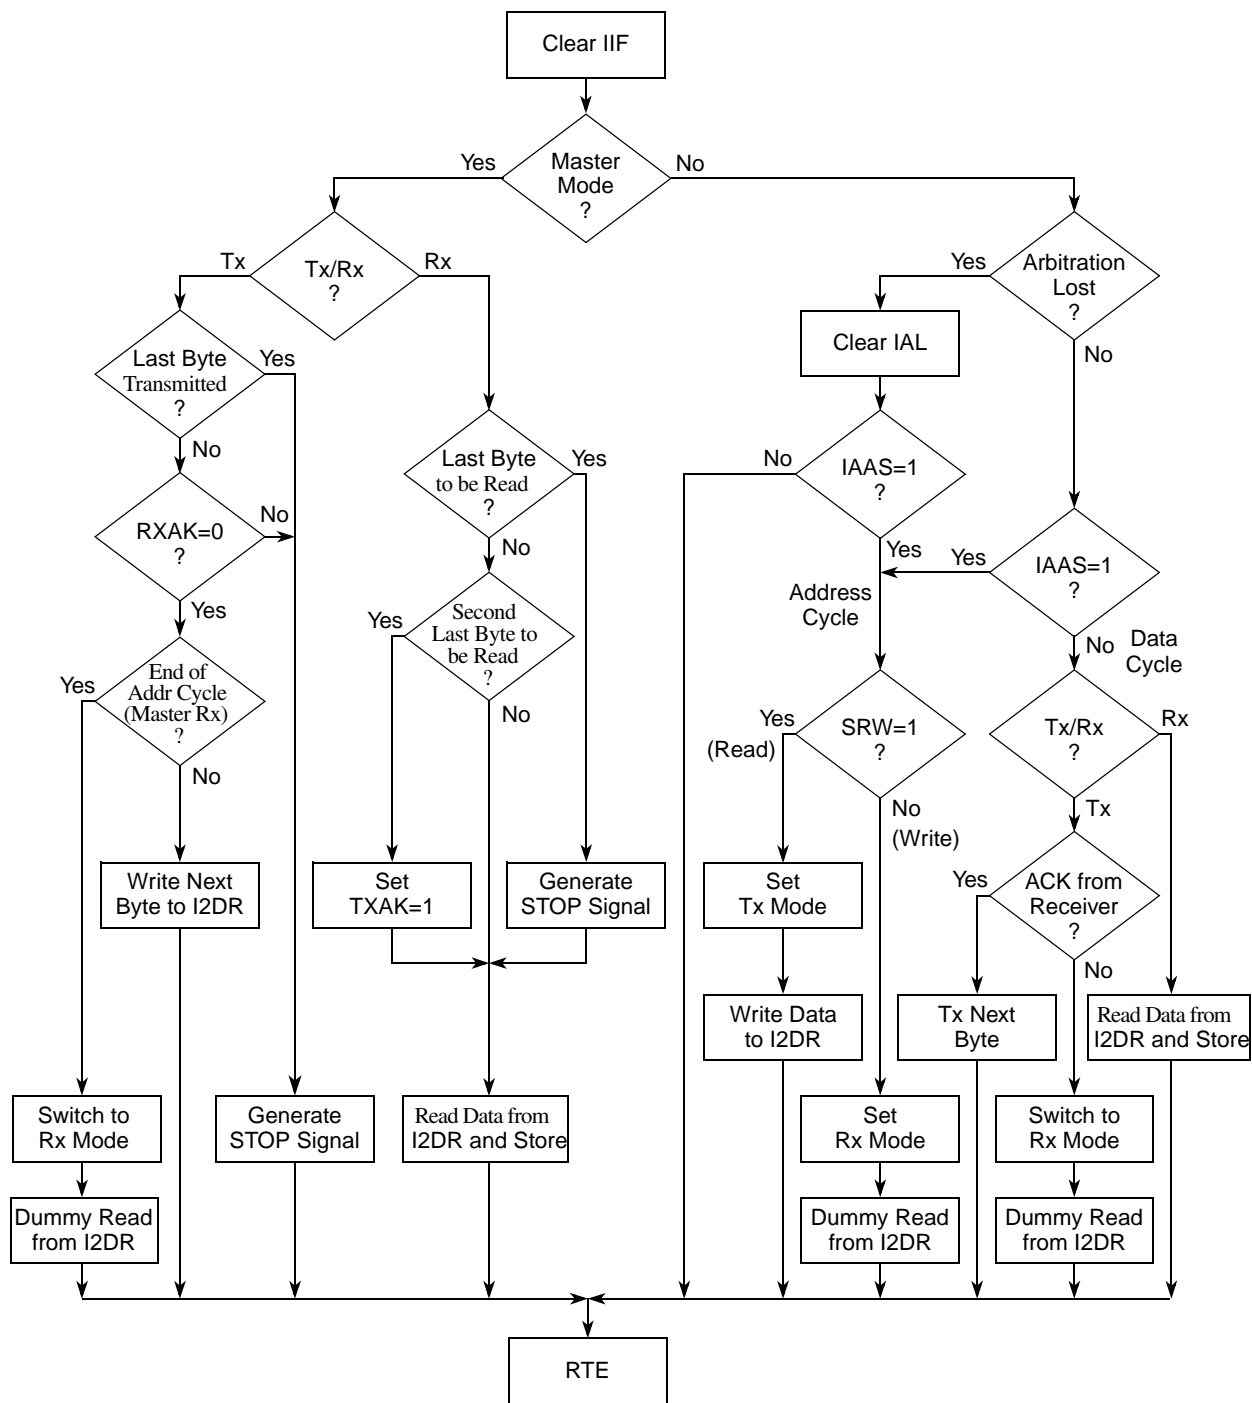 Clear IIF
Yes
Master
Mode
?
No
Tx
Tx/Rx
?
Rx
Yes
Arbitration
Lost
?
No
Clear IAL
Last Byte
Transmitted
?
Yes
No
Last Byte
to be Read
?
Yes
No
No
IAAS=1
?
Yes
RXAK=0
?
No
Yes
Yes
IAAS=1
?
No
Data
Cycle
Address
Cycle
Yes
Second
Last Byte to
be Read
?
No
Yes
End of
Addr Cycle
(Master Rx)
?
No
Yes
(Read)
SRW=1
?
No
(Write)
Tx/Rx
?
Rx
Tx
Write Next
Byte to I2DR
Set
TXAK=1
Generate
STOP Signal
Set
Tx Mode
Yes
ACK from
Receiver
?
No
Write Data
to I2DR
Tx Next
Byte
Read Data from
I2DR and Store
Switch to
Rx Mode
Generate
STOP Signal
Read Data from
I2DR and Store
Set
Rx Mode
Switch to
Rx Mode
Dummy Read
from I2DR
Dummy Read
from I2DR
Dummy Read
from I2DR
RTE